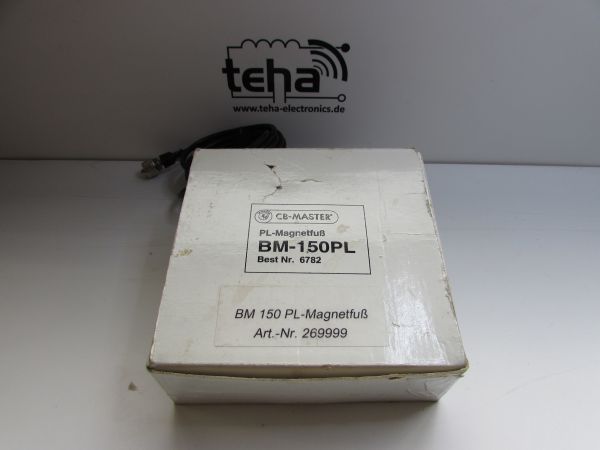 teha
www.teha-electronics.de
CB-MASTER®
PL-Magnetfuß
BM-150PL
Best Nr. 6782
BM 150 PL-Magnetfuß
Art.-Nr. 269999